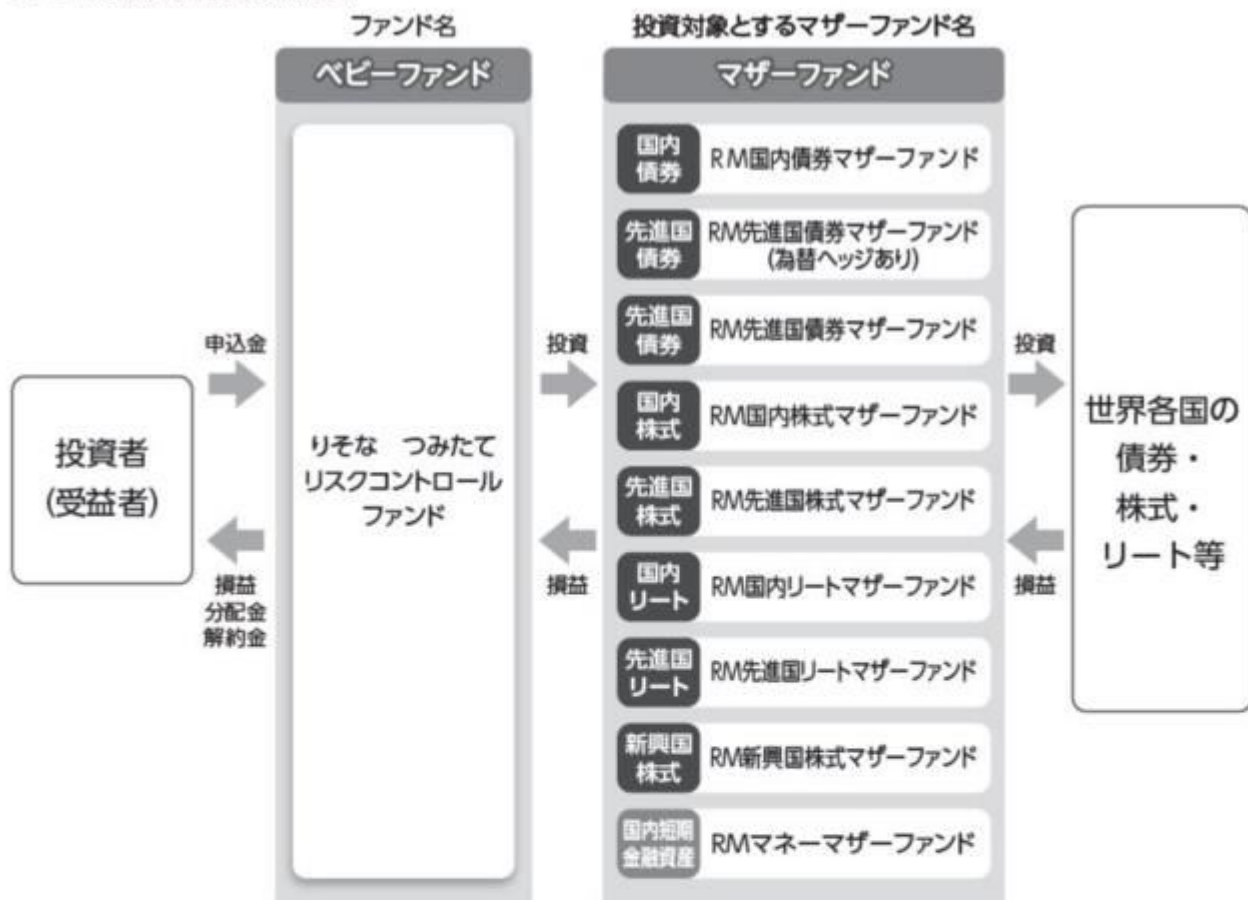 ファンド名
投資対象とするマザーファンド名
ベビーファンド
マザーファンド
投資者
(受益者)
申込金
損益
分配金
解約金
りそな つみたて
リスクコントロール
ファンド
投資
損益
国内
債券
RM国内債券マザーファンド
先進国
債券
RM先進国債券マザーファンド
(為替ヘッジあり)
先進国
債券
RM先進国債券マザーファンド
国内
株式
RM国内株式マザーファンド
先進国
株式
RM先進国株式マザーファンド
国内
リート
RM国内リートマザーファンド
先進国
リート
RM先進国リートマザーファンド
新興国
株式
RM新興国株式マザーファンド
国内短期
金融資産
RMマネーマザーファンド
投資
損益
世界各国の
債券・
株式・
リート等